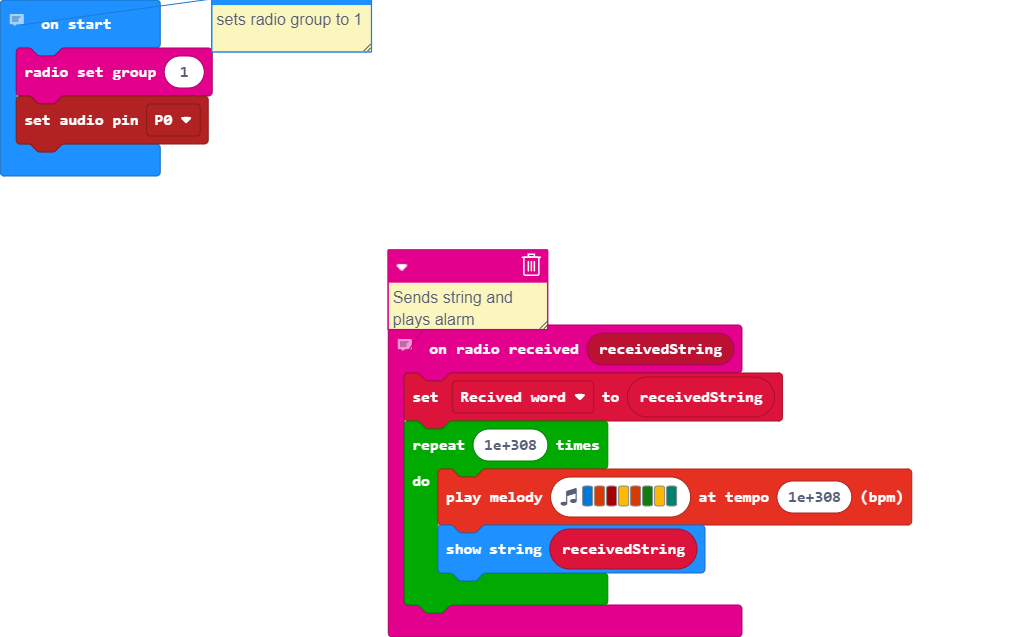 on start
sets radio group to 1
radio set group 1
set audio pin P0
Sends string and
plays alarm
on radio received receivedString
set Recived word to receivedString
repeat 1e+308 times
do
play melody at tempo 1e+308 (bpm)
show string receivedString